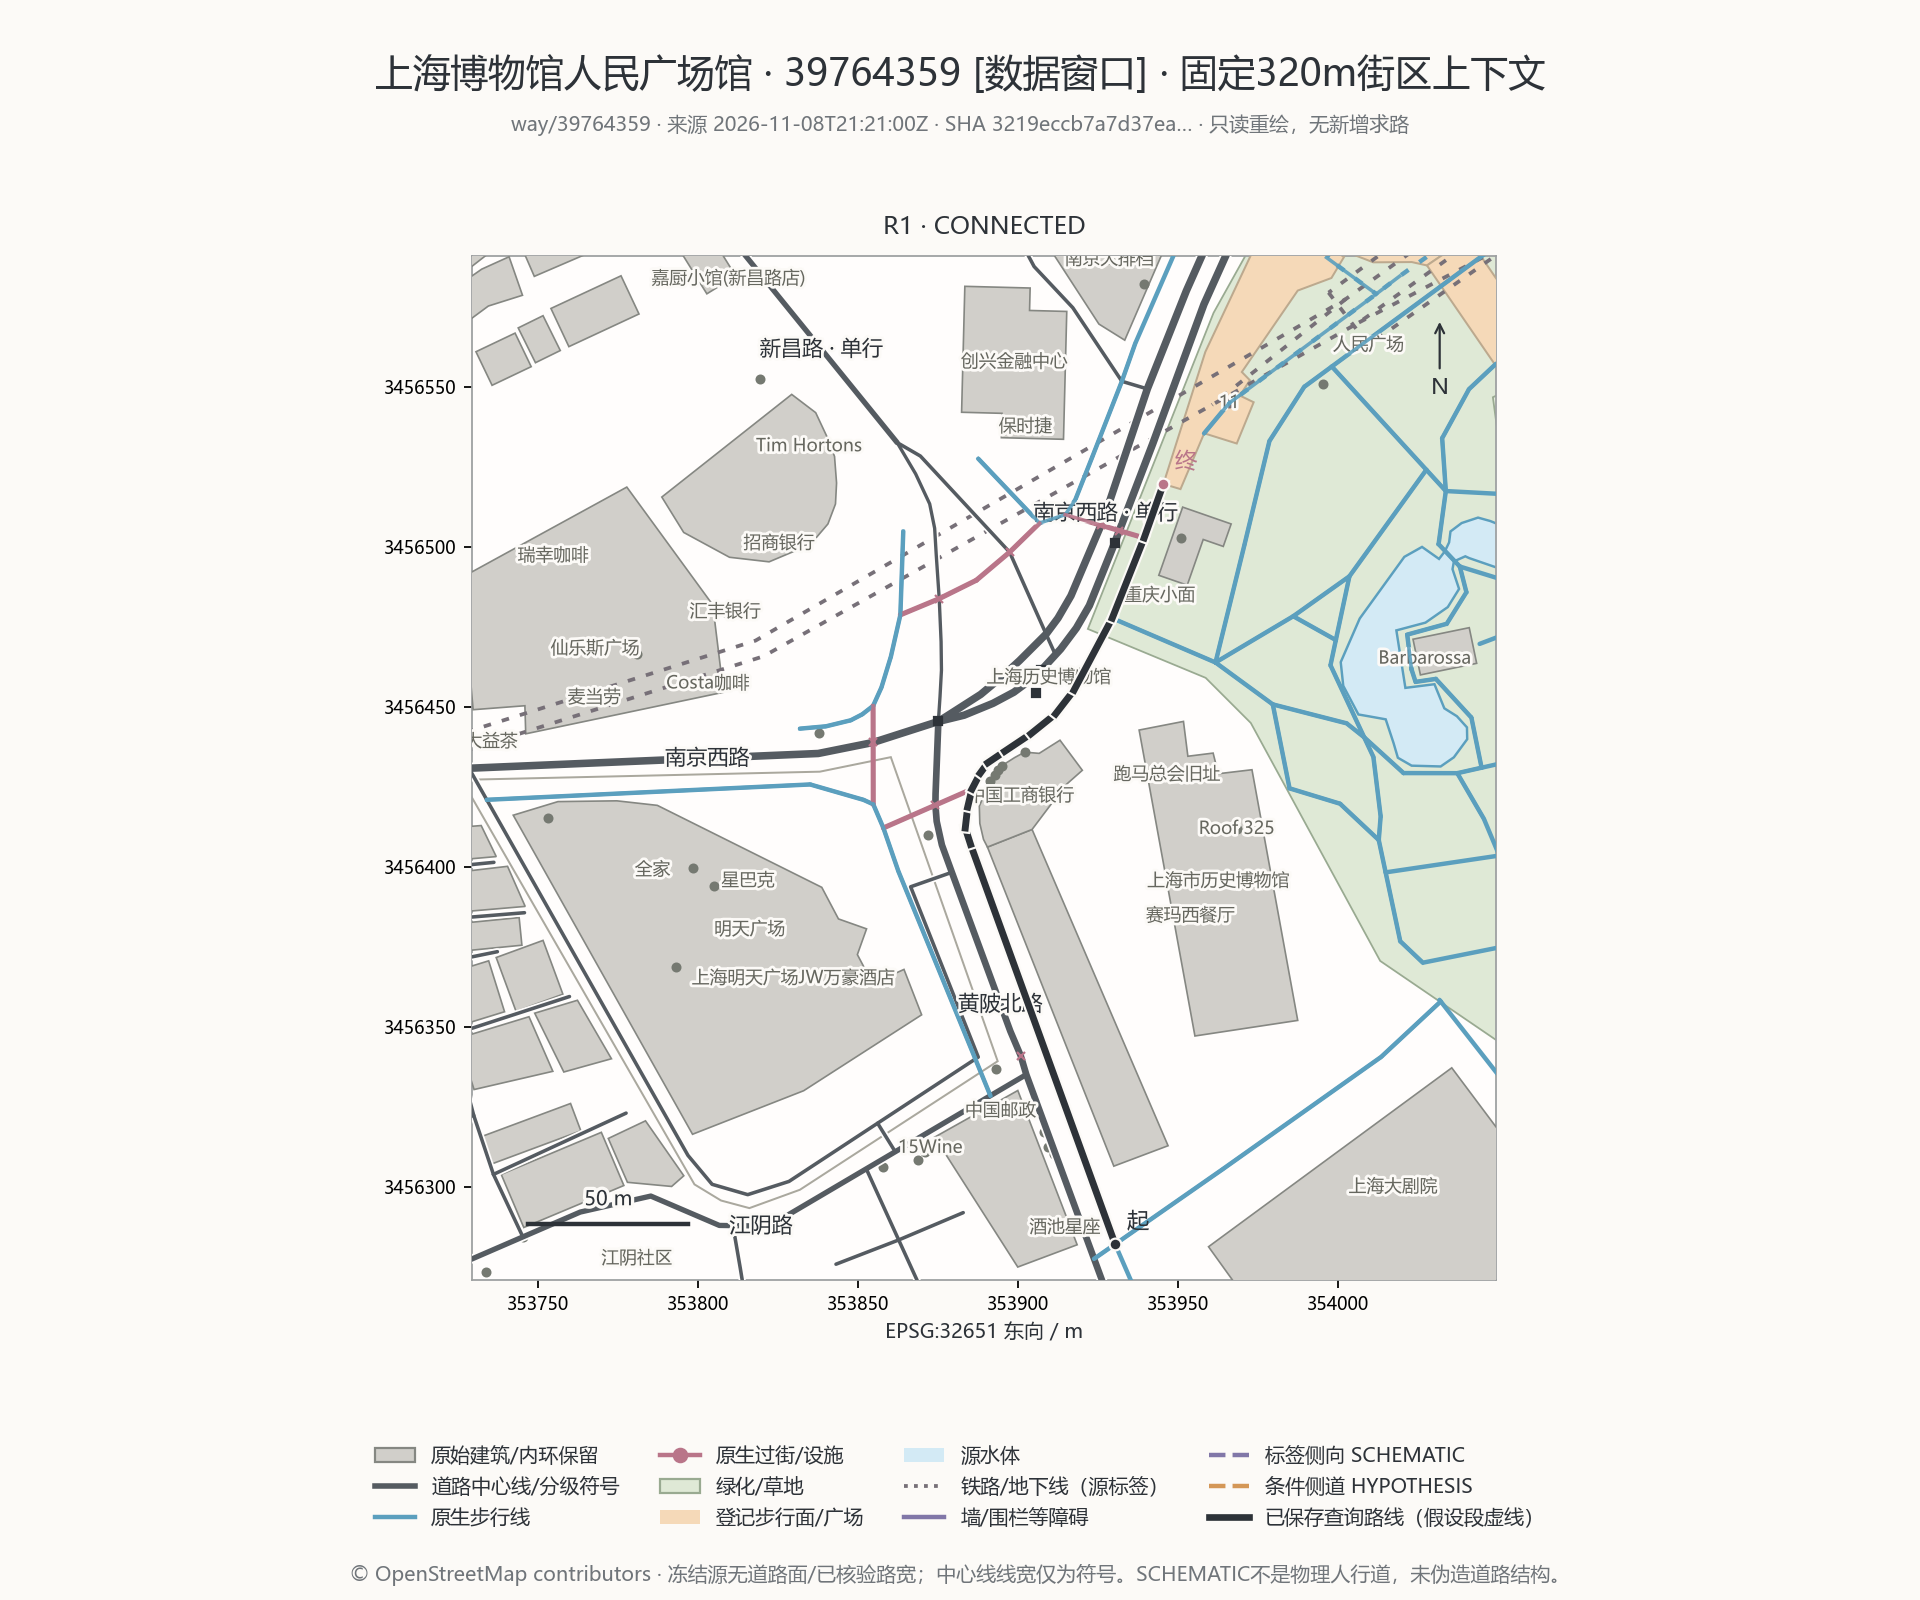 上海博物馆人民广场馆 · 39764359 [数据窗口] · 固定320m街区上下文
way/39764359 · 来源 2026-11-08T21:21:00Z · SHA 3219eccb7a7d37ea... · 只读重绘，无新增求路
R1 · CONNECTED
南京大排档
嘉厨小馆(新昌路店)
新昌路 · 单行
创兴金融中心
人民广场
N
3456550
11
保时捷
Tim Hortons
终
南京西路 · 单行
招商银行
3456500
瑞幸咖啡
重庆小面
汇丰银行
仙乐斯广场
Barbarossa
上海历史博物馆
Costa咖啡
麦当劳
3456450
大益茶
南京西路
跑马总会旧址
中国工商银行
Roof 325
3456400
全家
星巴克
上海市历史博物馆
赛玛西餐厅
明天广场
上海明天广场JW万豪酒店
黄陂北路
3456350
中国邮政
15Wine
3456300
上海大剧院
50 m
江阴路
酒池星座
起
江阴社区
353750
353800
353850
353900
353950
354000
EPSG:32651 东向 / m
原始建筑/内环保留
原生过街/设施
源水体
标签侧向 SCHEMATIC
道路中心线/分级符号
绿化/草地
铁路/地下线（源标签）
条件侧道 HYPOTHESIS
原生步行线
登记步行面/广场
墙/围栏等障碍
已保存查询路线（假设段虚线）
© OpenStreetMap contributors · 冻结源无道路面/已核验路宽；中心线线宽仅为符号。SCHEMATIC不是物理人行道，未伪造道路结构。